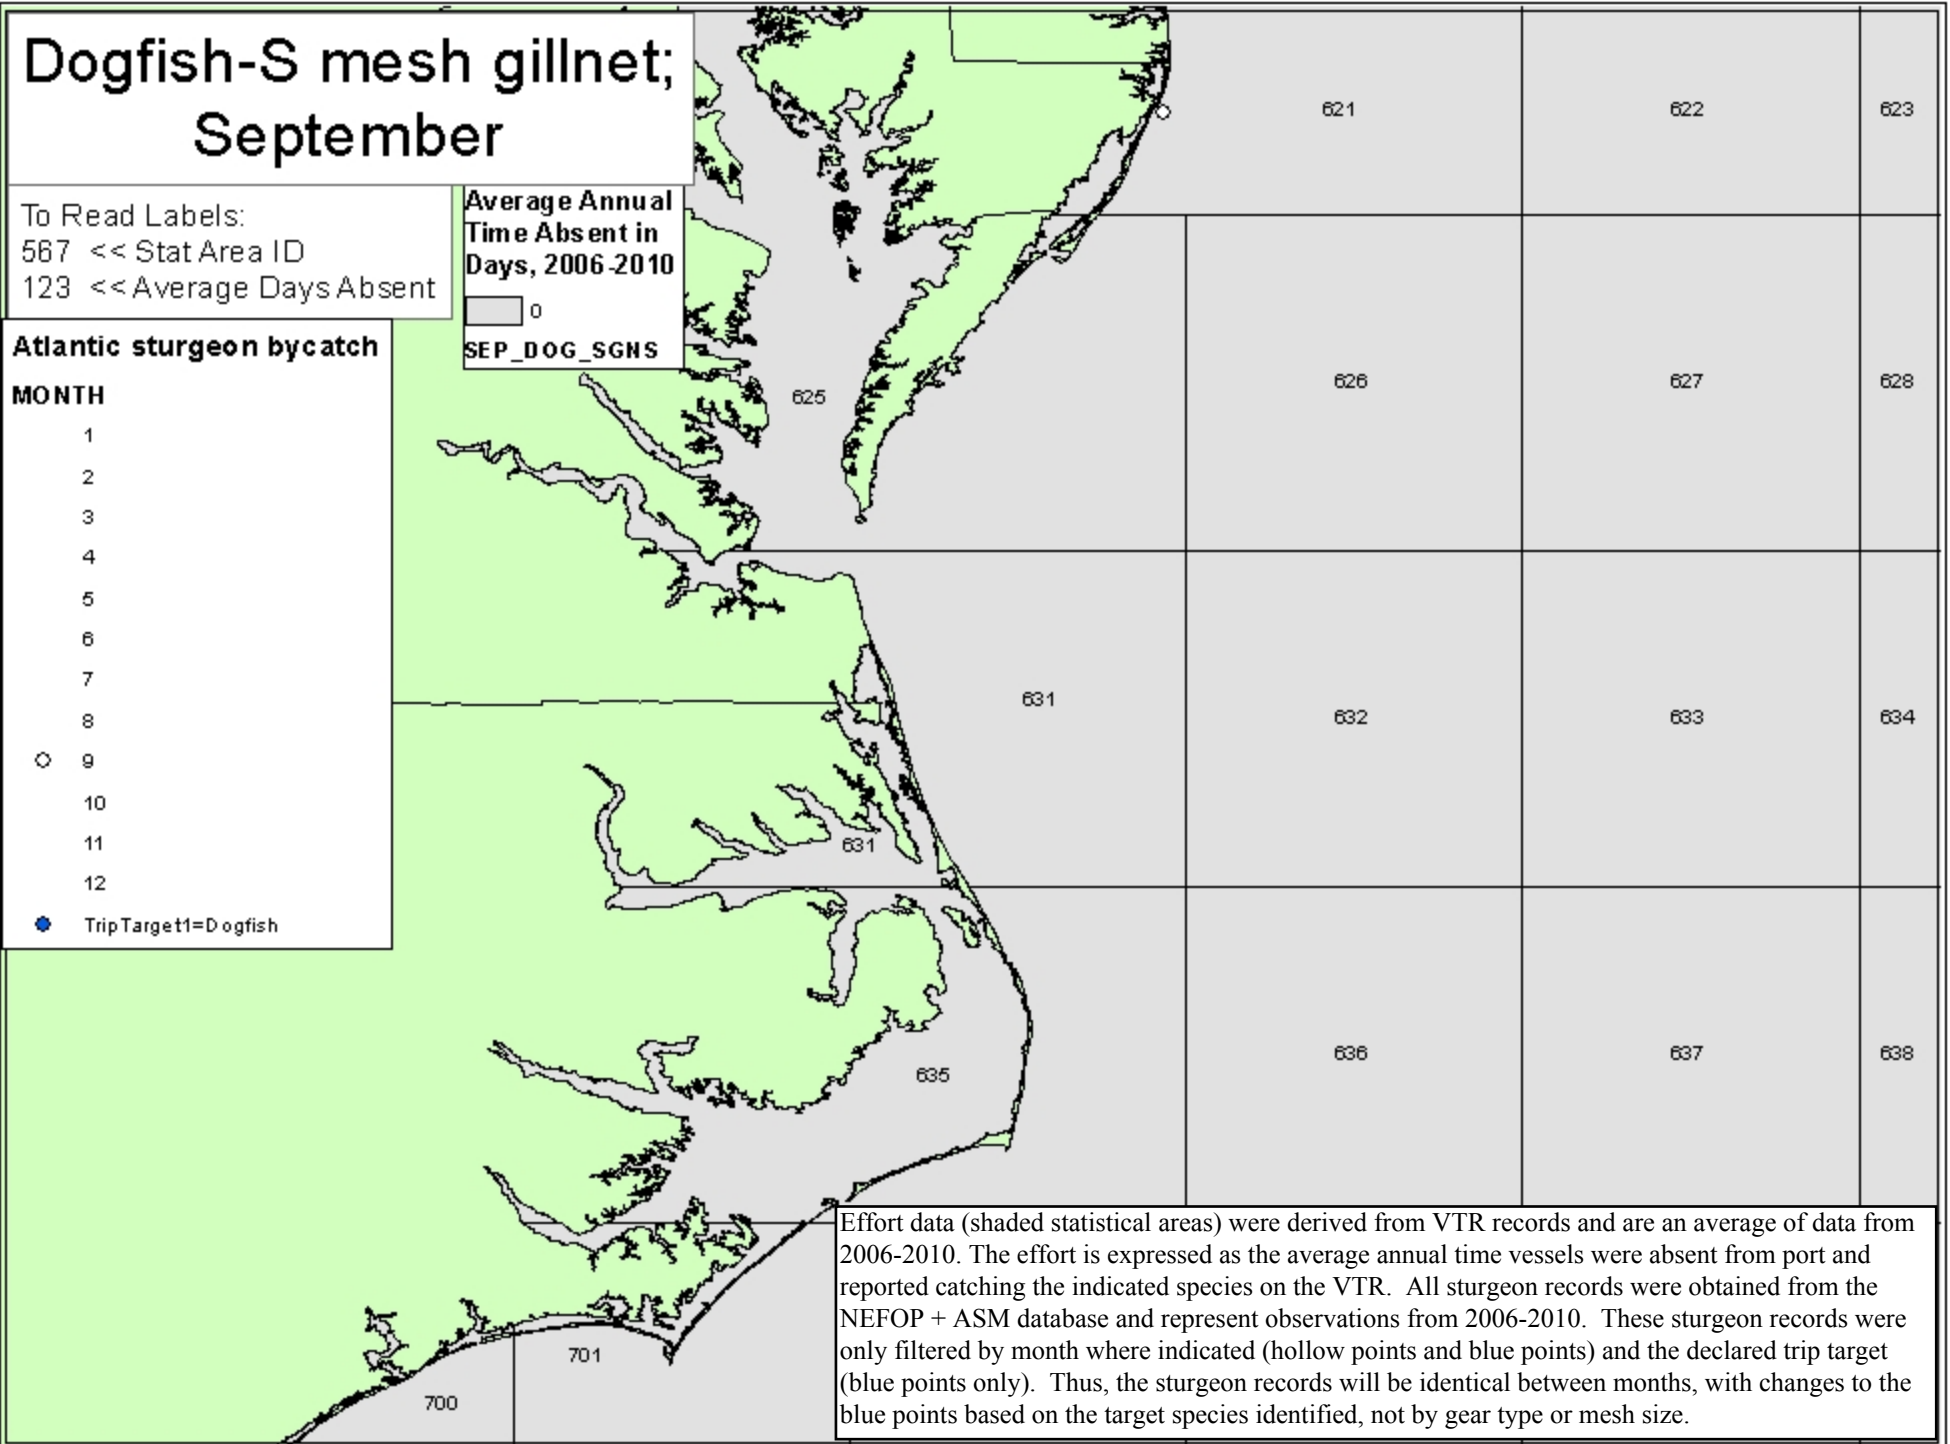 Dogfish-S mesh gillnet;
September
To Read Labels:
567 << Stat Area ID
123 << Average Days Absent
Average Annual
Time Absent in
Days, 2006-2010
0
SEP_DOG_SGNS
Atlantic sturgeon bycatch
MONTH
1
2
3
4
5
6
7
8
9
10
11
12
TripTarget1=Dogfish
621
622
623
625
626
627
628
631
632
633
634
631
635
636
637
638
701
700
Effort data (shaded statistical areas) were derived from VTR records and are an average of data from
2006-2010. The effort is expressed as the average annual time vessels were absent from port and
reported catching the indicated species on the VTR. All sturgeon records were obtained from the
NEFOP + ASM database and represent observations from 2006-2010. These sturgeon records were
only filtered by month where indicated (hollow points and blue points) and the declared trip target
(blue points only). Thus, the sturgeon records will be identical between months, with changes to the
blue points based on the target species identified, not by gear type or mesh size.